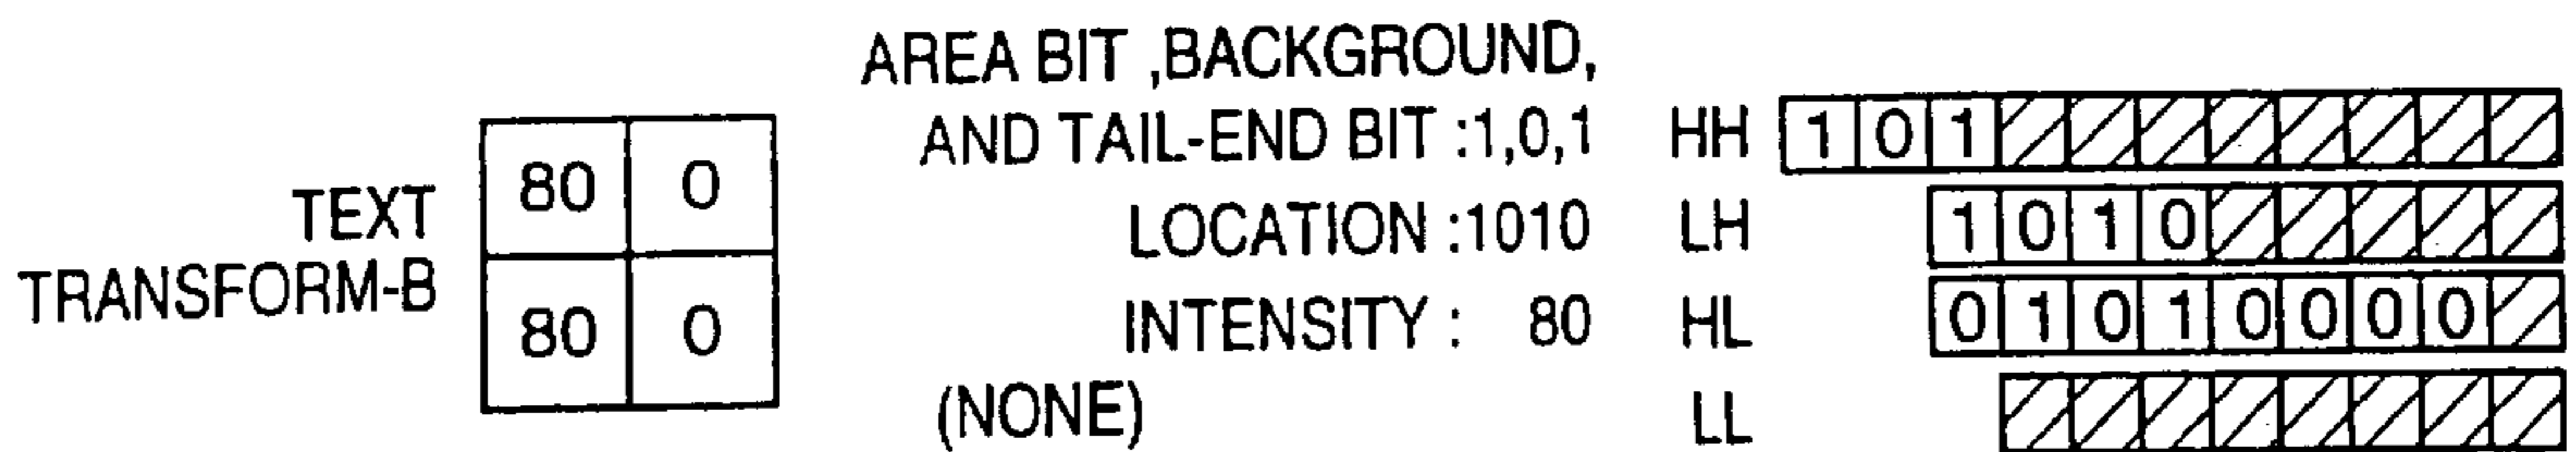 AREA BIT ,BACKGROUND,
AND TAIL-END BIT :1,0,1 HH 1 0 1
TEXT TRANSFORM-B
80 0
80 0
LOCATION :1010 LH 1 0 1 0
INTENSITY : 80 HL 0 1 0 1 0 0 0 0
(NONE) LL